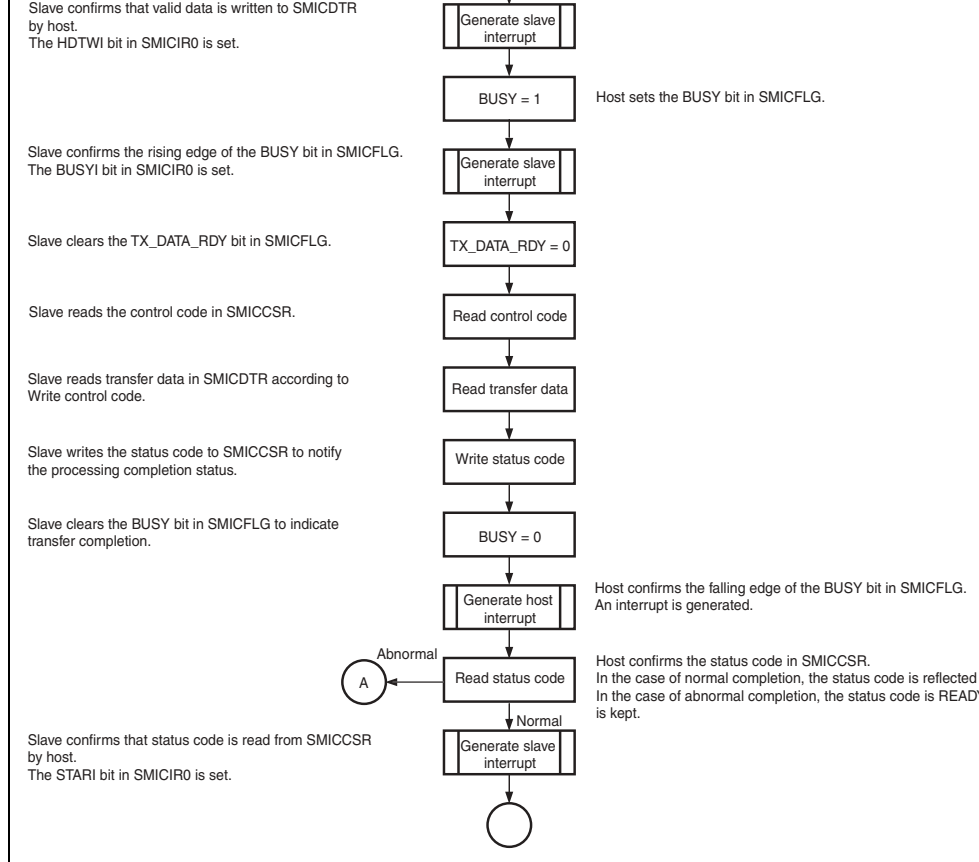 Slave confirms that valid data is written to SMICDTR
by host.
The HDTWI bit in SMICIR0 is set.
Generate slave
interrupt
BUSY = 1
Host sets the BUSY bit in SMICFLG.
Slave confirms the rising edge of the BUSY bit in SMICFLG.
The BUSYI bit in SMICIR0 is set.
Generate slave
interrupt
Slave clears the TX_DATA_RDY bit in SMICFLG.
TX_DATA_RDY = 0
Slave reads the control code in SMICCSR.
Read control code
Slave reads transfer data in SMICDTR according to
Write control code.
Read transfer data
Slave writes the status code to SMICCSR to notify
the processing completion status.
Write status code
Slave clears the BUSY bit in SMICFLG to indicate
transfer completion.
BUSY = 0
Generate host
interrupt
Host confirms the falling edge of the BUSY bit in SMICFLG.
An interrupt is generated.
Abnormal
A
Read status code
Host confirms the status code in SMICCSR.
In the case of normal completion, the status code is reflected
In the case of abnormal completion, the status code is READY
is kept.
Normal
Slave confirms that status code is read from SMICCSR
by host.
The STARI bit in SMICIR0 is set.
Generate slave
interrupt